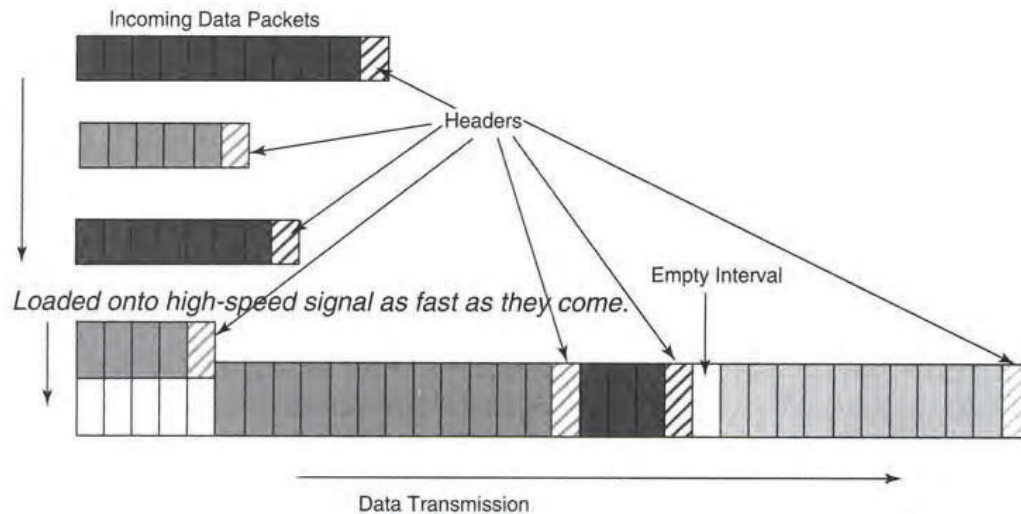 Incoming Data Packets
Headers
Empty Interval
Loaded onto high-speed signal as fast as they come.
Data Transmission